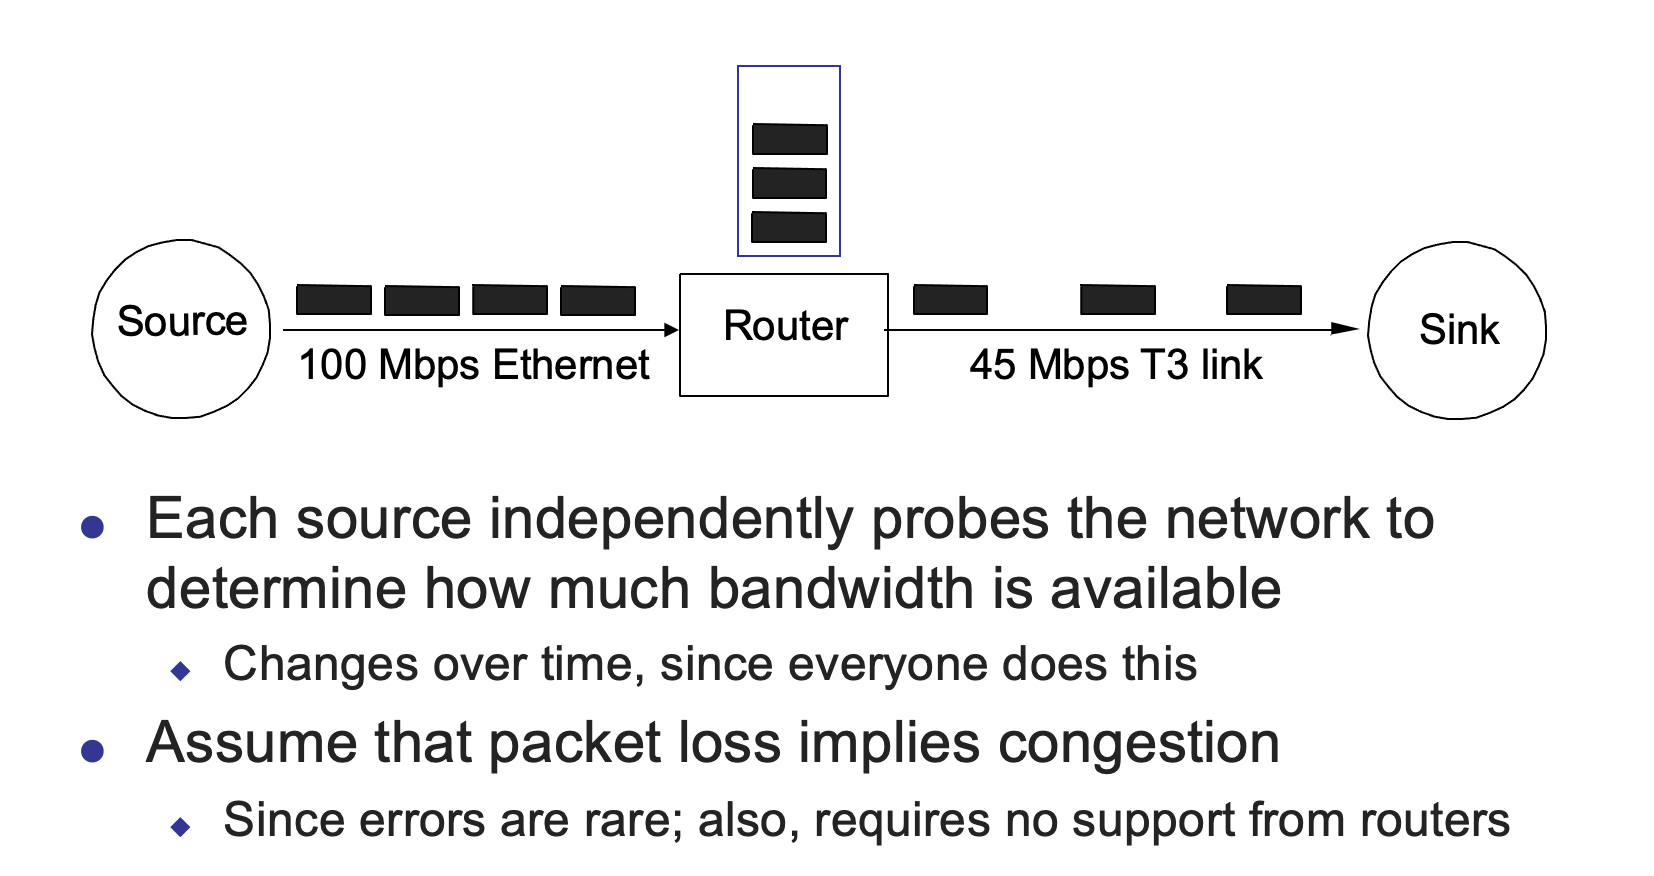 Source
Router
Sink
100 Mbps Ethernet
45 Mbps T3 link
Each source independently probes the network to
determine how much bandwidth is available
Changes over time, since everyone does this
Assume that packet loss implies congestion
Since errors are rare; also, requires no support from routers